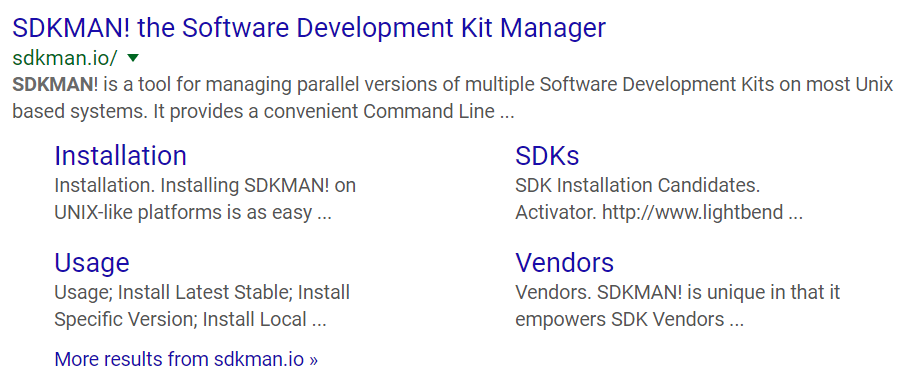 SDKMAN! the Software Development Kit Manager
sdkman.io/
SDKMAN! is a tool for managing parallel versions of multiple Software Development Kits on most Unix
based systems. It provides a convenient Command Line ...
Installation
Installation. Installing SDKMAN! on
UNIX-like platforms is as easy ...
SDKs
SDK Installation Candidates.
Activator. http://www.lightbend ...
Usage
Usage; Install Latest Stable; Install
Specific Version; Install Local ...
Vendors
Vendors. SDKMAN! is unique in that it
empowers SDK Vendors ...
More results from sdkman.io »